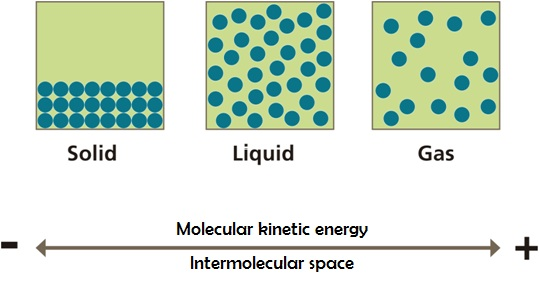 Solid
Liquid
Gas
Molecular kinetic energy
- +
Intermolecular space